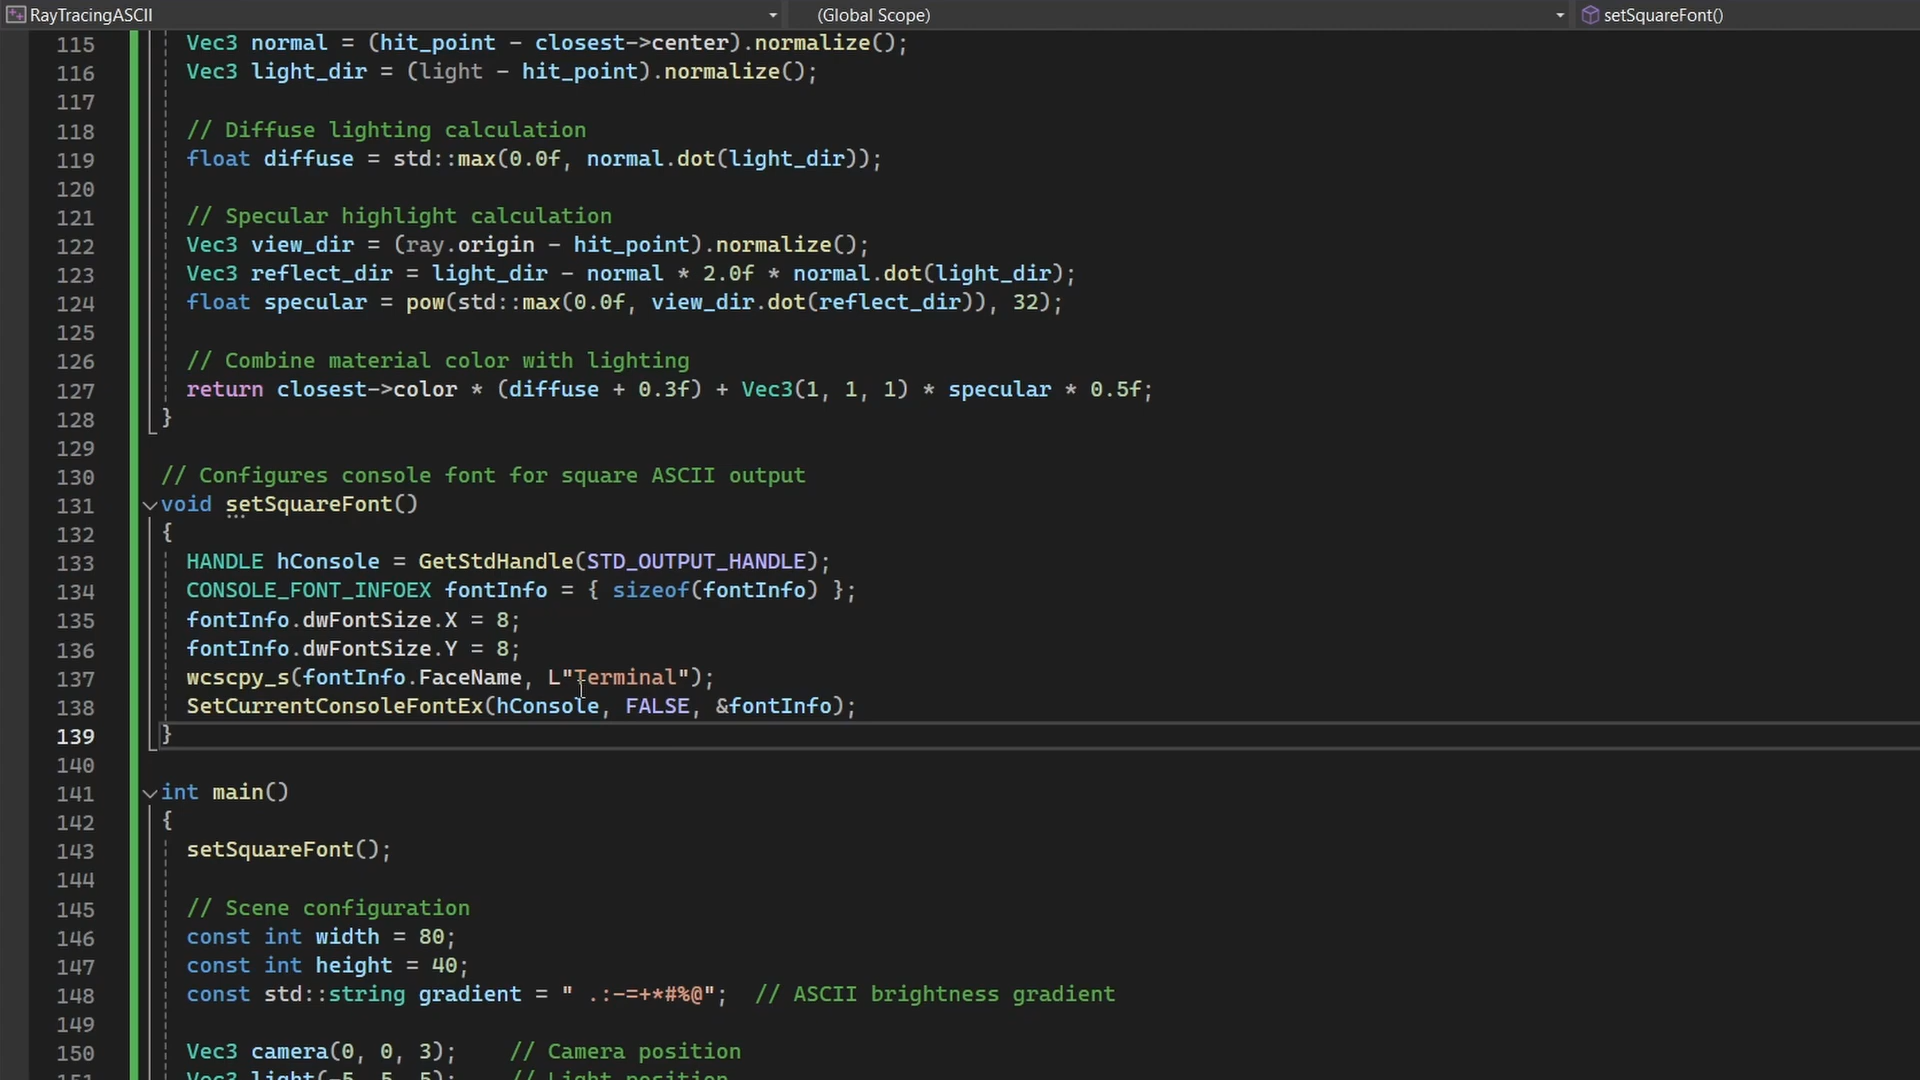 RayTracingASCII (Global Scope) setSquareFont()
115 Vec3 normal = (hit_point - closest->center).normalize();
116 Vec3 light_dir = (light - hit_point).normalize();
117
118 // Diffuse lighting calculation
119 float diffuse = std::max(0.0f, normal.dot(light_dir));
120
121 // Specular highlight calculation
122 Vec3 view_dir = (ray.origin - hit_point).normalize();
123 Vec3 reflect_dir = light_dir - normal * 2.0f * normal.dot(light_dir);
124 float specular = pow(std::max(0.0f, view_dir.dot(reflect_dir)), 32);
125
126 // Combine material color with lighting
127 return closest->color * (diffuse + 0.3f) + Vec3(1, 1, 1) * specular * 0.5f;
128 }
129
130 // Configures console font for square ASCII output
131 void setSquareFont()
132 {
133 HANDLE hConsole = GetStdHandle(STD_OUTPUT_HANDLE);
134 CONSOLE_FONT_INFOEX fontInfo = { sizeof(fontInfo) };
135 fontInfo.dwFontSize.X = 8;
136 fontInfo.dwFontSize.Y = 8;
137 wcscpy_s(fontInfo.FaceName, L"Terminal");
138 SetCurrentConsoleFontEx(hConsole, FALSE, &fontInfo);
139 }
140
141 int main()
142 {
143 setSquareFont();
144
145 // Scene configuration
146 const int width = 80;
147 const int height = 40;
148 const std::string gradient = " .:-=+*#%@"; // ASCII brightness gradient
149
150 Vec3 camera(0, 0, 3); // Camera position
151 Vec3 light(-5, 5, 5); // Light position